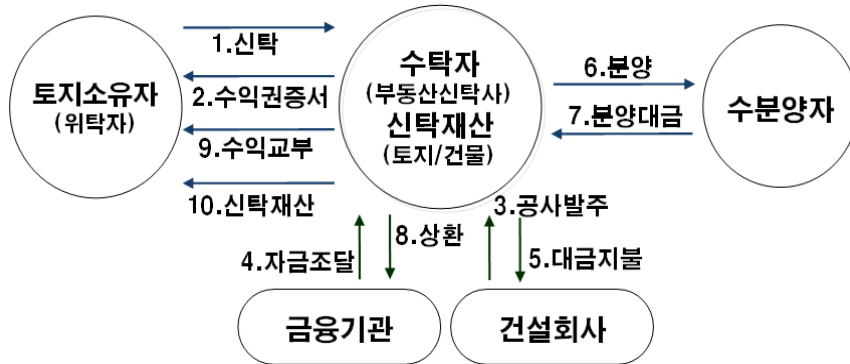 1.신탁
토지소유자
(위탁자)
2.수익권증서
9.수익교부
10.신탁재산
수탁자
(부동산신탁사)
신탁재산
(토지/건물)
6.분양
7.분양대금
수분양자
3.공사발주
8.상환
4.자금조달
5.대금지불
금융기관
건설회사